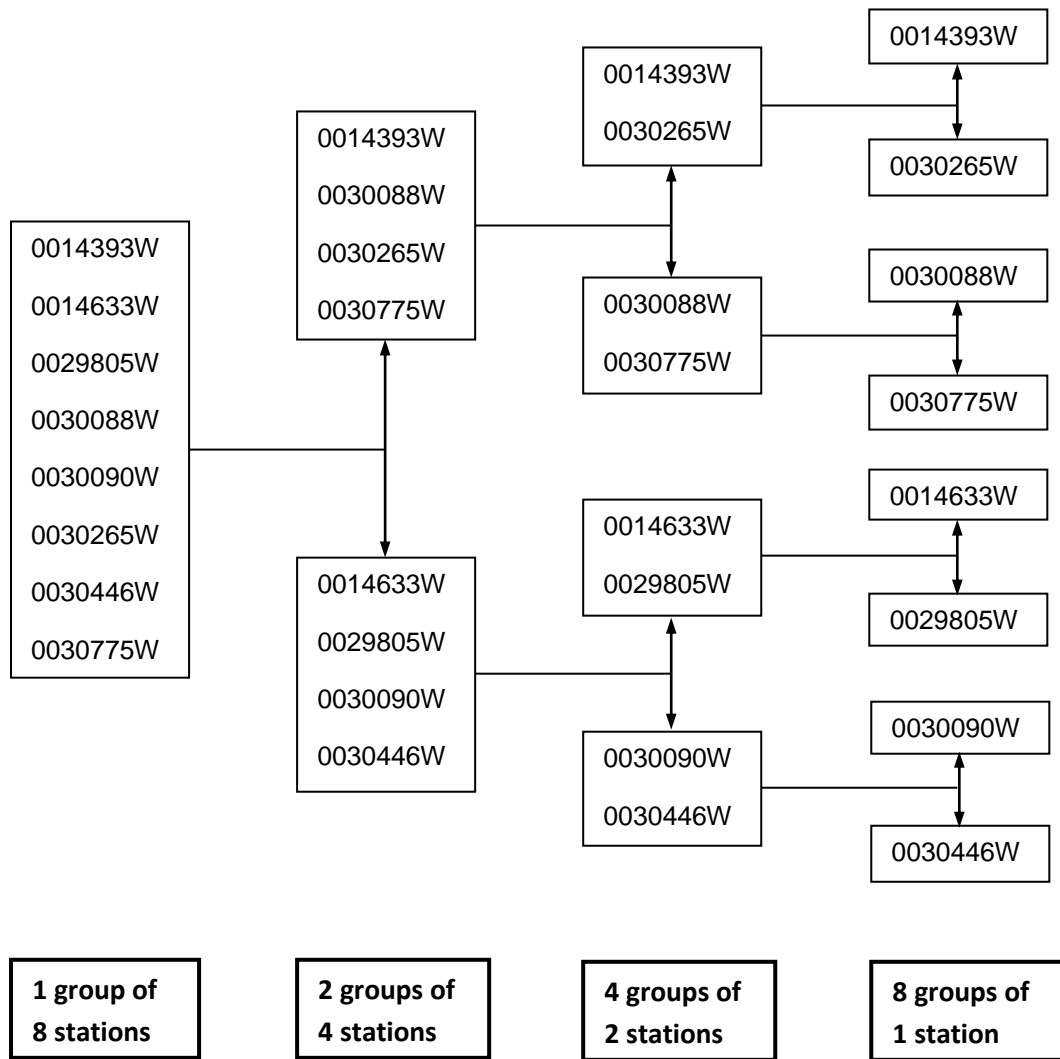 0014393W
0014633W
0029805W
0030088W
0030090W
0030265W
0030446W
0030775W
0014393W
0030088W
0030265W
0030775W
0014633W
0029805W
0030090W
0030446W
0014393W
0030265W
0030088W
0030775W
0014633W
0029805W
0030090W
0030446W
0014393W
0030265W
0030088W
0030775W
0014633W
0029805W
0030090W
0030446W
1 group of
8 stations
2 groups of
4 stations
4 groups of
2 stations
8 groups of
1 station